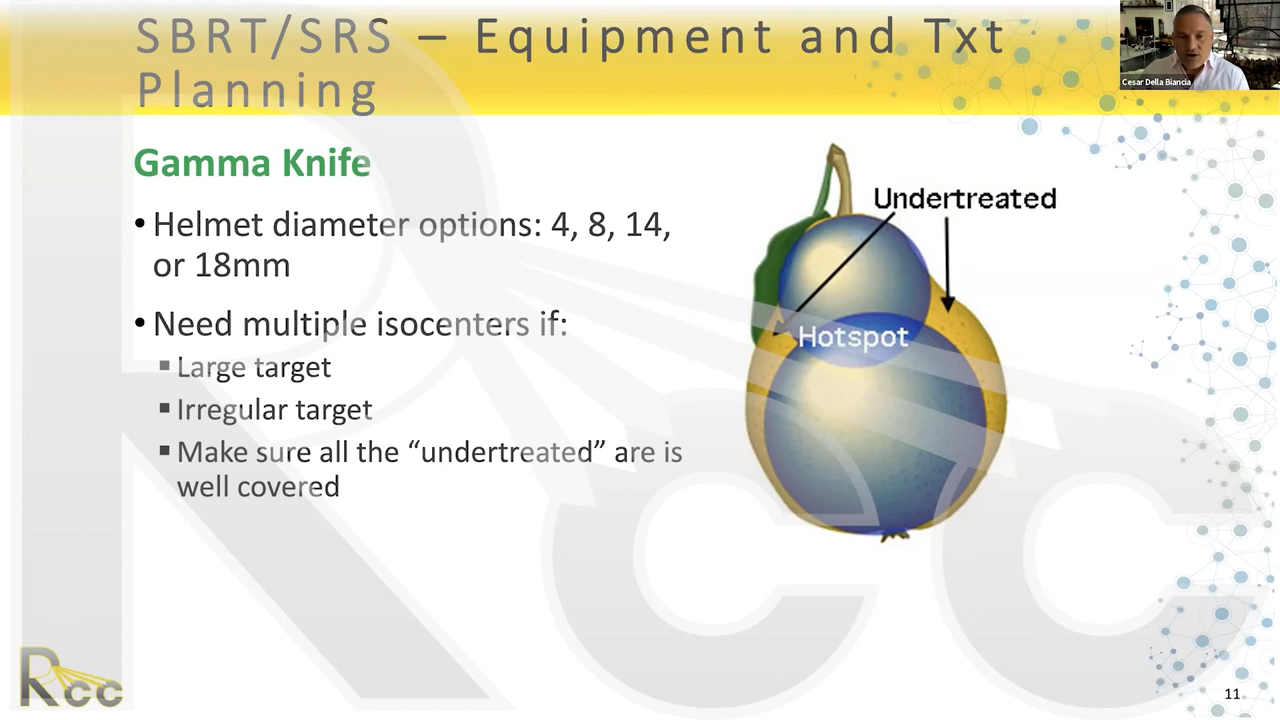 SBRT/SRS – Equipment and Txt
Planning
Cesar Della Biancia
Gamma Knife
• Helmet diameter options: 4, 8, 14,
or 18mm
• Need multiple isocenters if:
▪ Large target
▪ Irregular target
▪ Make sure all the “undertreated” are is
well covered
Undertreated
Hotspot
Rcc
Rcc
11